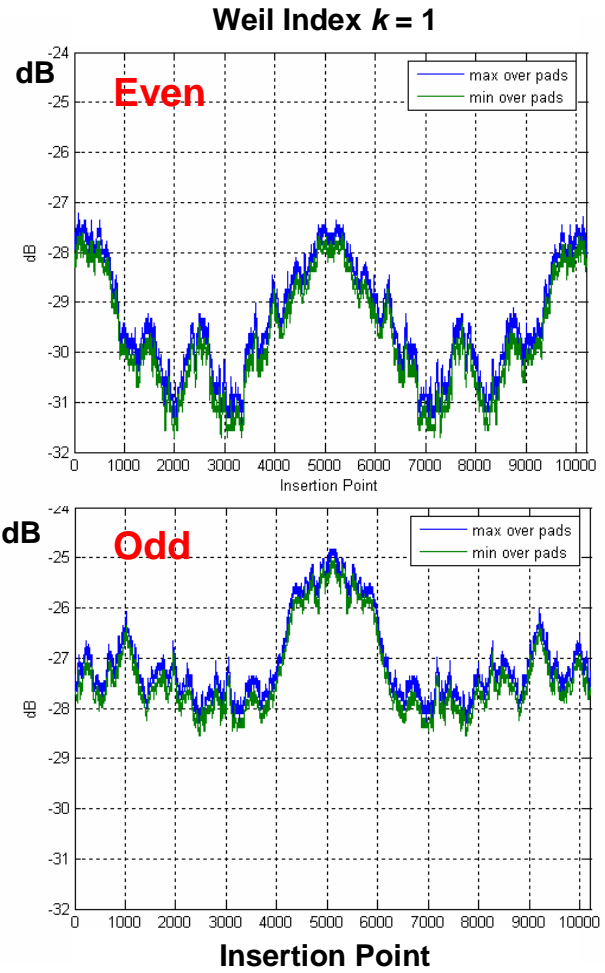 Weil Index k = 1
dB
Even
max over pads
min over pads
-24
-25
-26
-27
-28
-29
-30
-31
-32
dB
0 1000 2000 3000 4000 5000 6000 7000 8000 9000 10000
Insertion Point
dB
Odd
max over pads
min over pads
-24
-25
-26
-27
-28
-29
-30
-31
-32
dB
0 1000 2000 3000 4000 5000 6000 7000 8000 9000 10000
Insertion Point